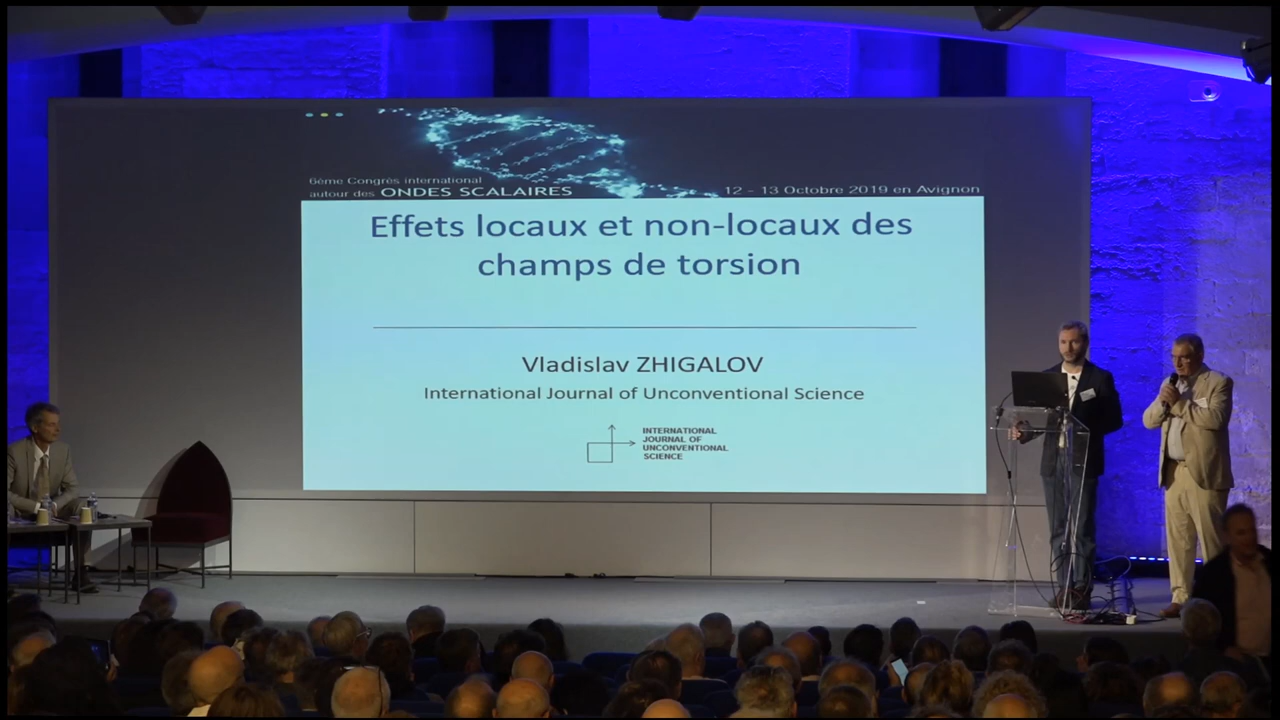 6ème Congrès international
autour des ONDES SCALAIRES
12 - 13 Octobre 2019 en Avignon
Effets locaux et non-locaux des
champs de torsion
Vladislav ZHIGALOV
International Journal of Unconventional Science
INTERNATIONAL
JOURNAL OF
UNCONVENTIONAL
SCIENCE